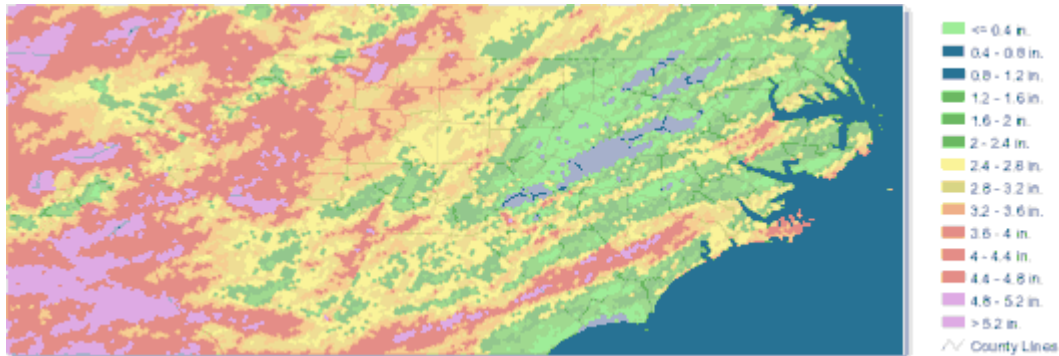 <= 0.4 in.
0.4 - 0.8 in.
0.8 - 1.2 in.
1.2 - 1.6 in.
1.6 - 2 in.
2 - 2.4 in.
2.4 - 2.8 in.
2.8 - 3.2 in.
3.2 - 3.6 in.
3.6 - 4 in.
4 - 4.4 in.
4.4 - 4.8 in.
4.8 - 5.2 in.
> 5.2 in.
County Lines